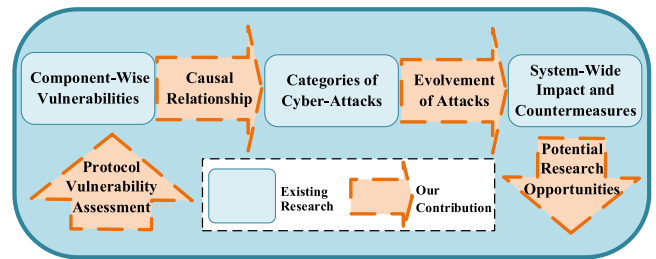 Component-Wise
Vulnerabilities
Causal
Relationship
Categories of
Cyber-Attacks
Evolvement
of Attacks
System-Wide
Impact and
Countermeasures
Protocol
Vulnerability
Assessment
Existing
Research
Our
Contribution
Potential
Research
Opportunities